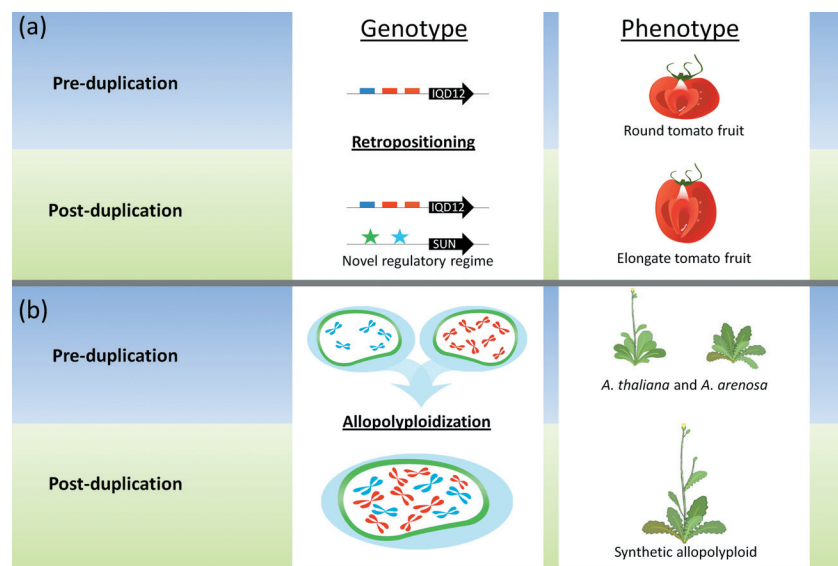 (a)
Genotype
Phenotype
Pre-duplication
IQD12
Round tomato fruit
Retropositioning
Post-duplication
IQD12
SUN
Novel regulatory regime
Elongate tomato fruit
(b)
Pre-duplication
A. thaliana and A. arenosa
Allopolyploidization
Post-duplication
Synthetic allopolyploid